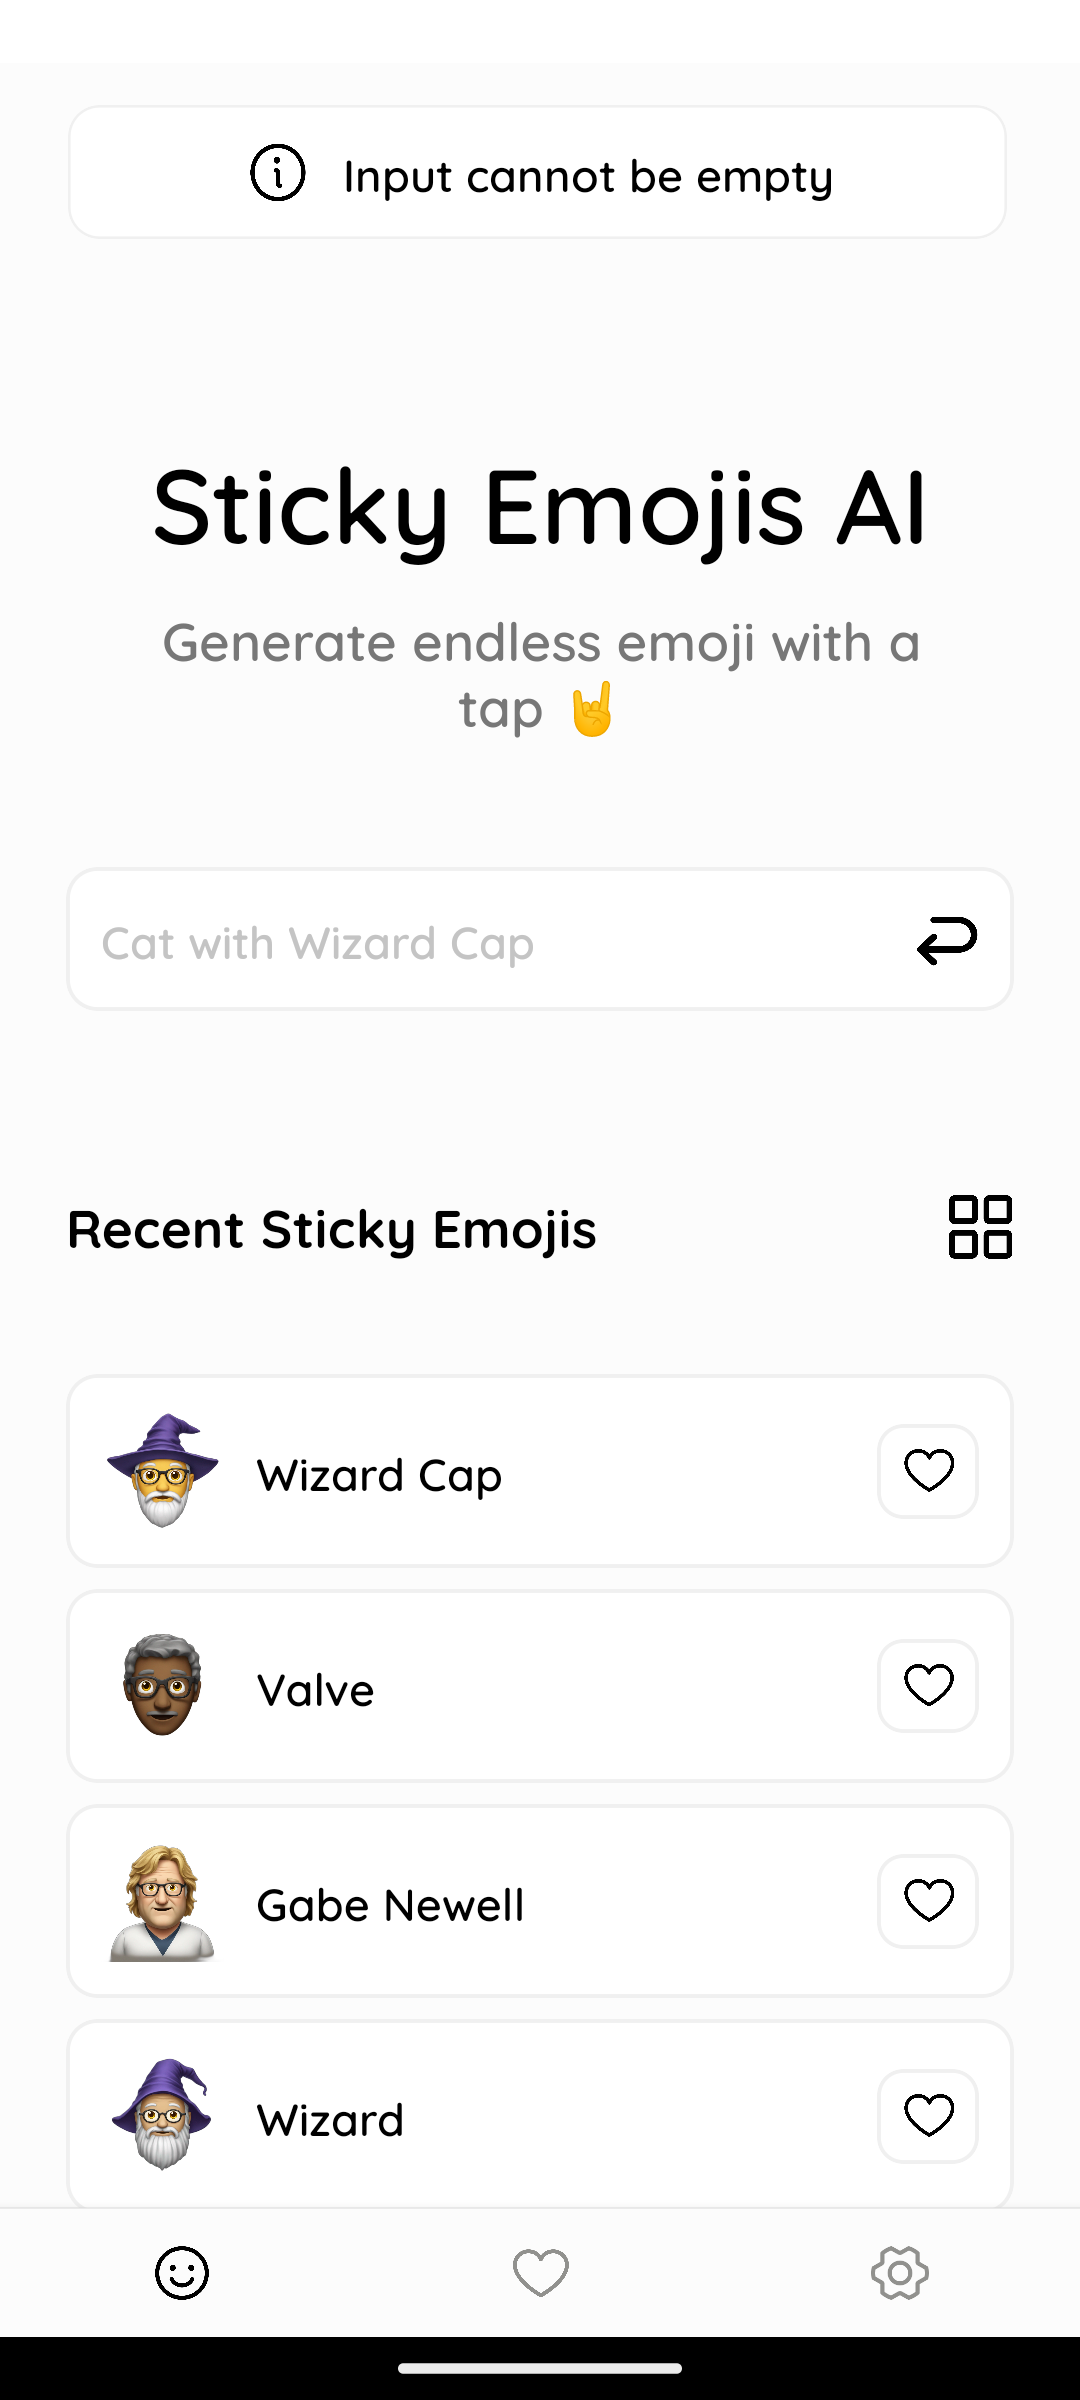 Input cannot be empty
Sticky Emojis AI
Generate endless emoji with a
tap 🤘
Cat with Wizard Cap
Recent Sticky Emojis
Wizard Cap
Valve
Gabe Newell
Wizard